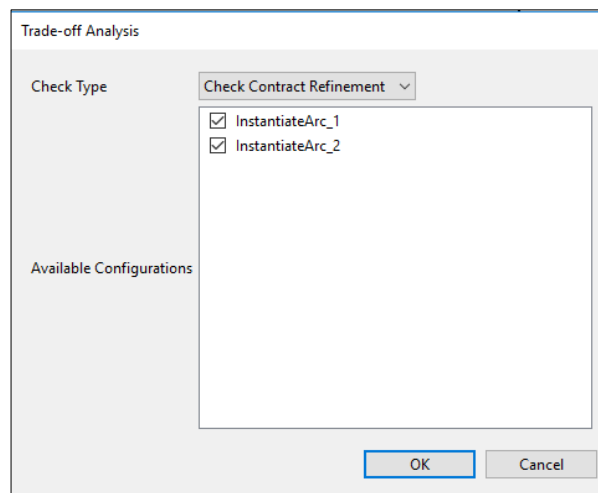 Trade-off Analysis
Check Type
Check Contract Refinement
InstantiateArc_1
InstantiateArc_2
Available Configurations
OK
Cancel